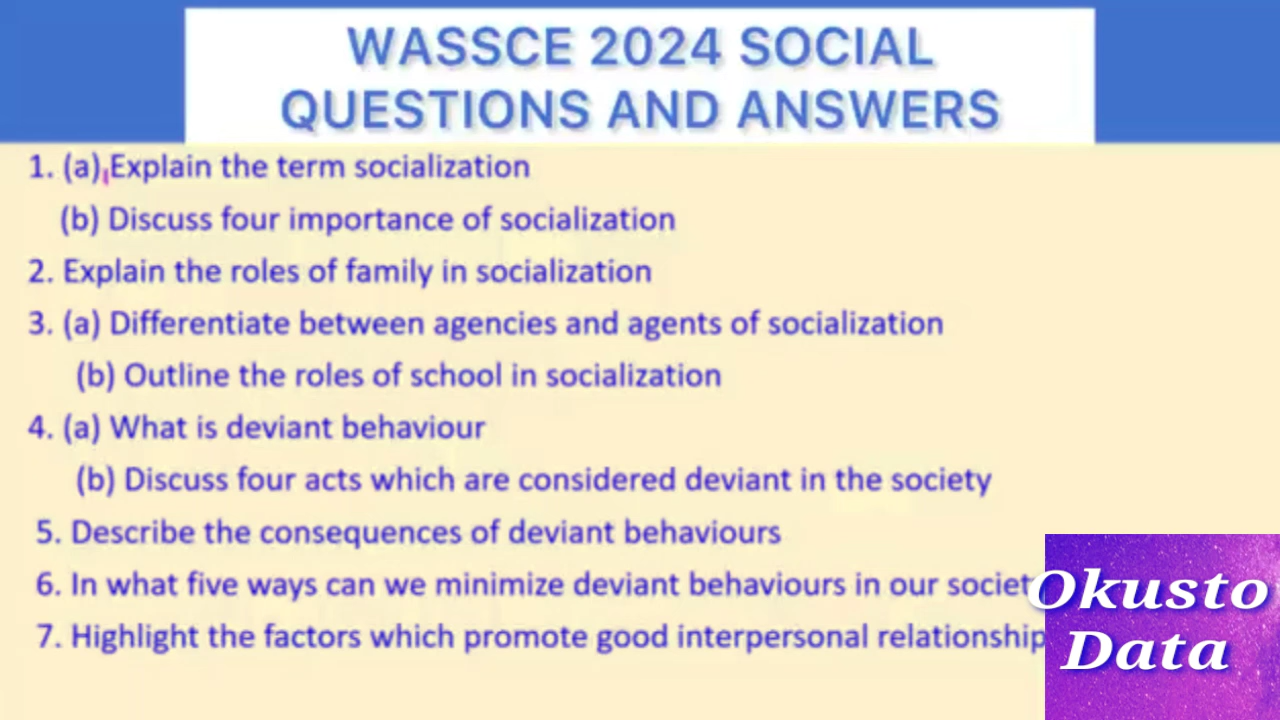 WASSCE 2024 SOCIAL
QUESTIONS AND ANSWERS
1. (a) Explain the term socialization
(b) Discuss four importance of socialization
2. Explain the roles of family in socialization
3. (a) Differentiate between agencies and agents of socialization
(b) Outline the roles of school in socialization
4. (a) What is deviant behaviour
(b) Discuss four acts which are considered deviant in the society
5. Describe the consequences of deviant behaviours
6. In what five ways can we minimize deviant behaviours in our societ
7. Highlight the factors which promote good interpersonal relationship
Okusto
Data